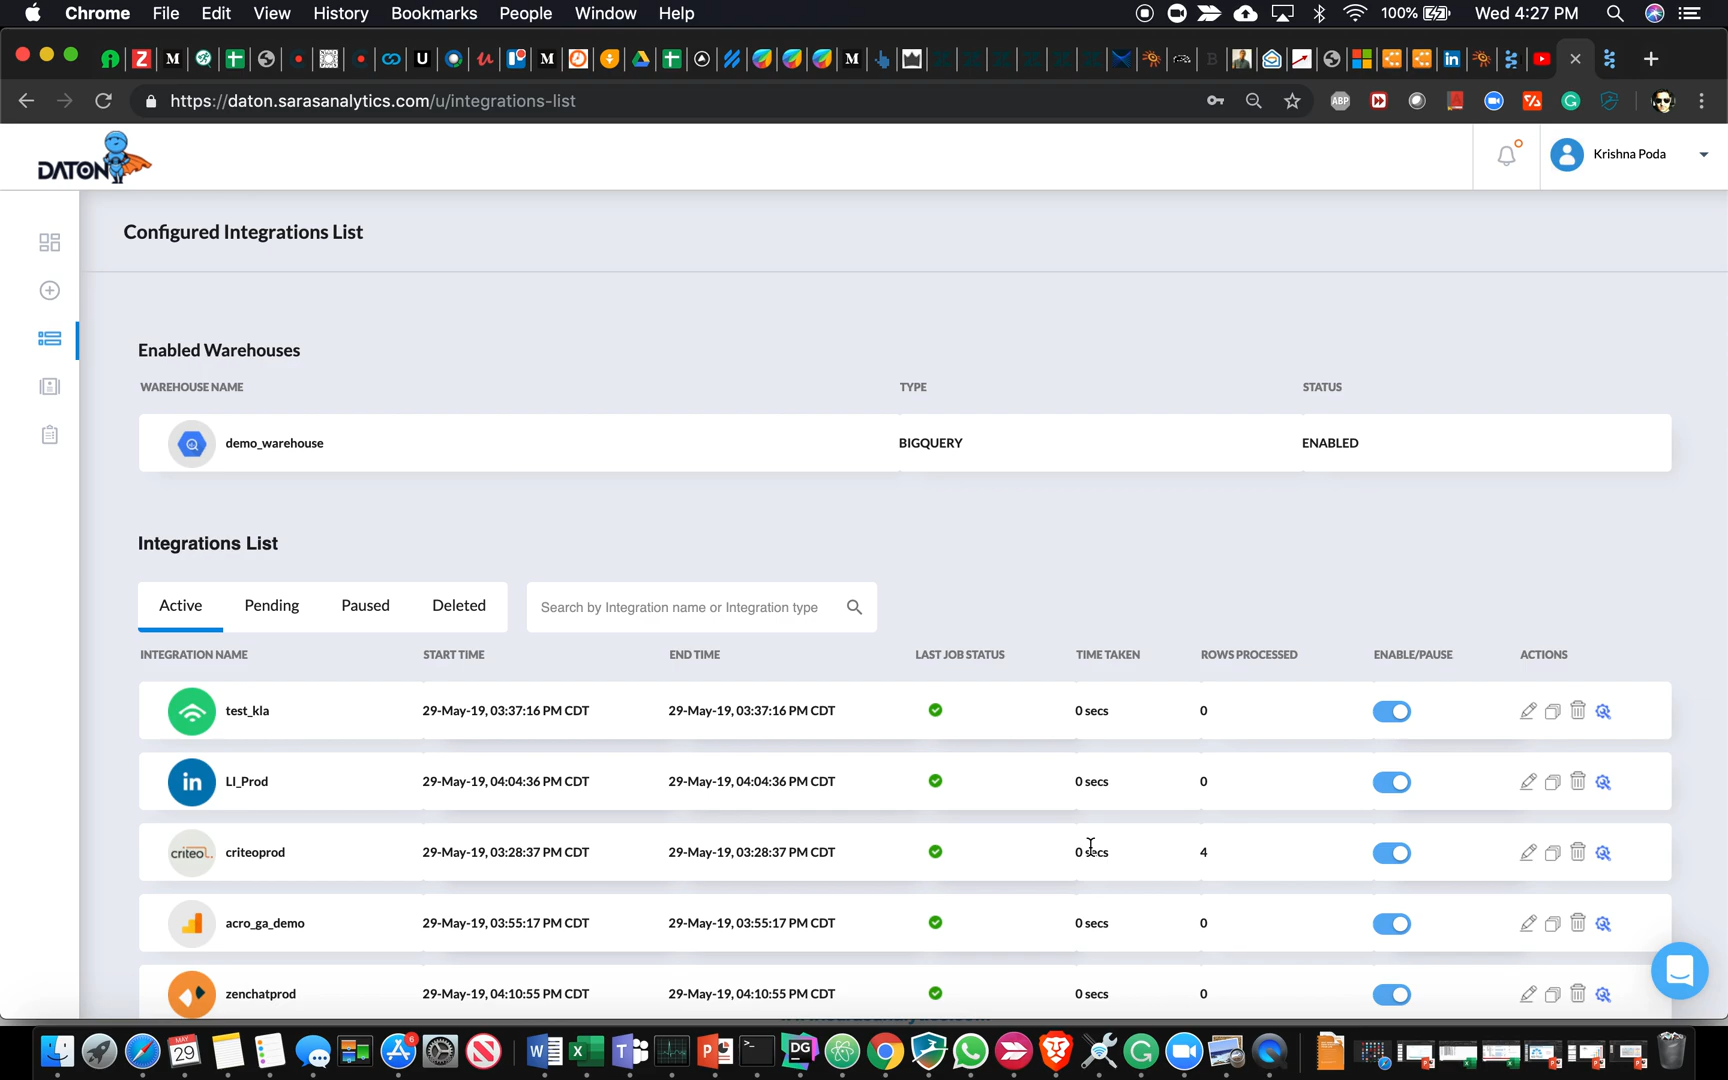 Chrome File Edit View History Bookmarks People Window Help 100% Wed 4:27 PM
https://daton.sarasanalytics.com/u/integrations-list
ABP
DATON
Krishna Poda
Configured Integrations List
Enabled Warehouses
WAREHOUSE NAME TYPE STATUS
demo_warehouse BIGQUERY ENABLED
Integrations List
Active Pending Paused Deleted
Search by Integration name or Integration type
INTEGRATION NAME START TIME END TIME LAST JOB STATUS TIME TAKEN ROWS PROCESSED ENABLE/PAUSE ACTIONS
test_kla 29-May-19, 03:37:16 PM CDT 29-May-19, 03:37:16 PM CDT 0 secs 0
in LI_Prod 29-May-19, 04:04:36 PM CDT 29-May-19, 04:04:36 PM CDT 0 secs 0
criteo criteoprod 29-May-19, 03:28:37 PM CDT 29-May-19, 03:28:37 PM CDT 0 secs 4
acro_ga_demo 29-May-19, 03:55:17 PM CDT 29-May-19, 03:55:17 PM CDT 0 secs 0
zenchatprod 29-May-19, 04:10:55 PM CDT 29-May-19, 04:10:55 PM CDT 0 secs 0
MAY
29
6
DG